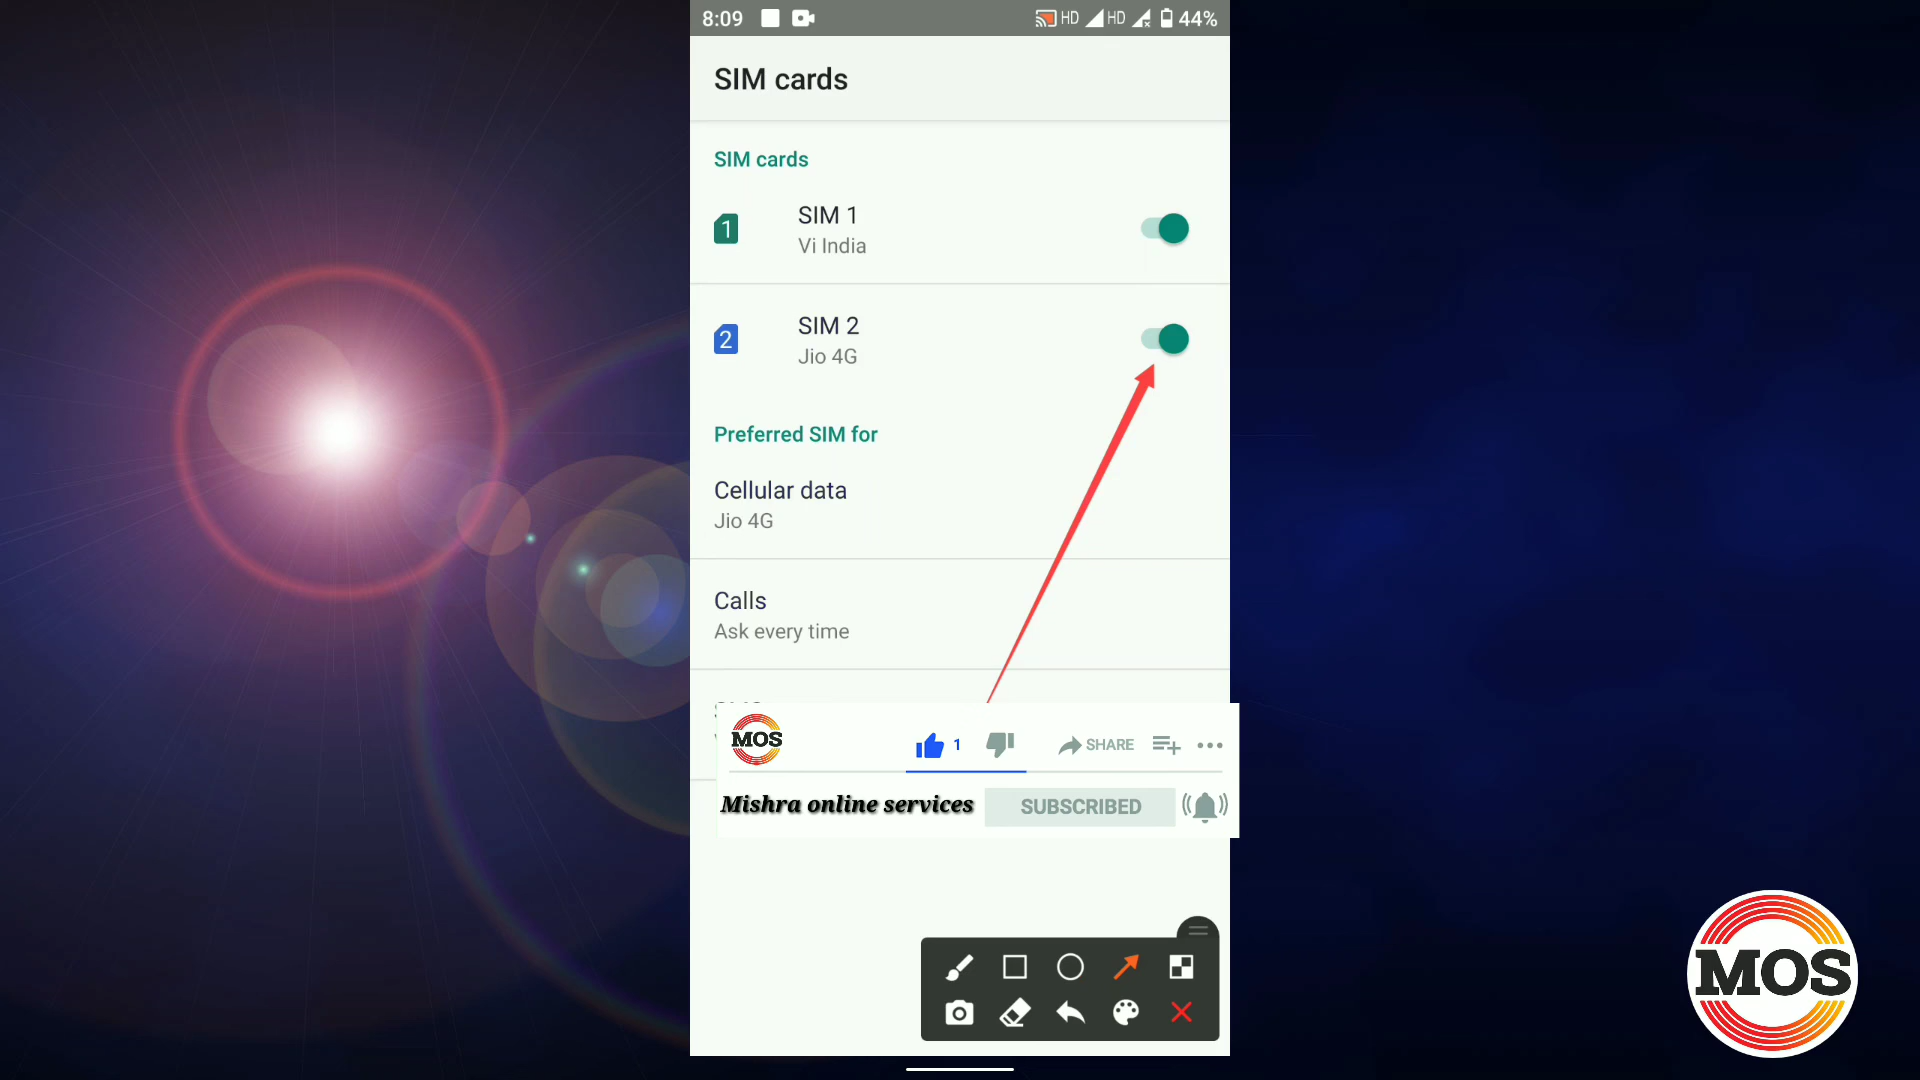 8:09 HD HD 44%
SIM cards
SIM cards
1 SIM 1
Vi India
2 SIM 2
Jio 4G
Preferred SIM for
Cellular data
Jio 4G
Calls
Ask every time
MOS 1 SHARE
Mishra online services SUBSCRIBED
MOS